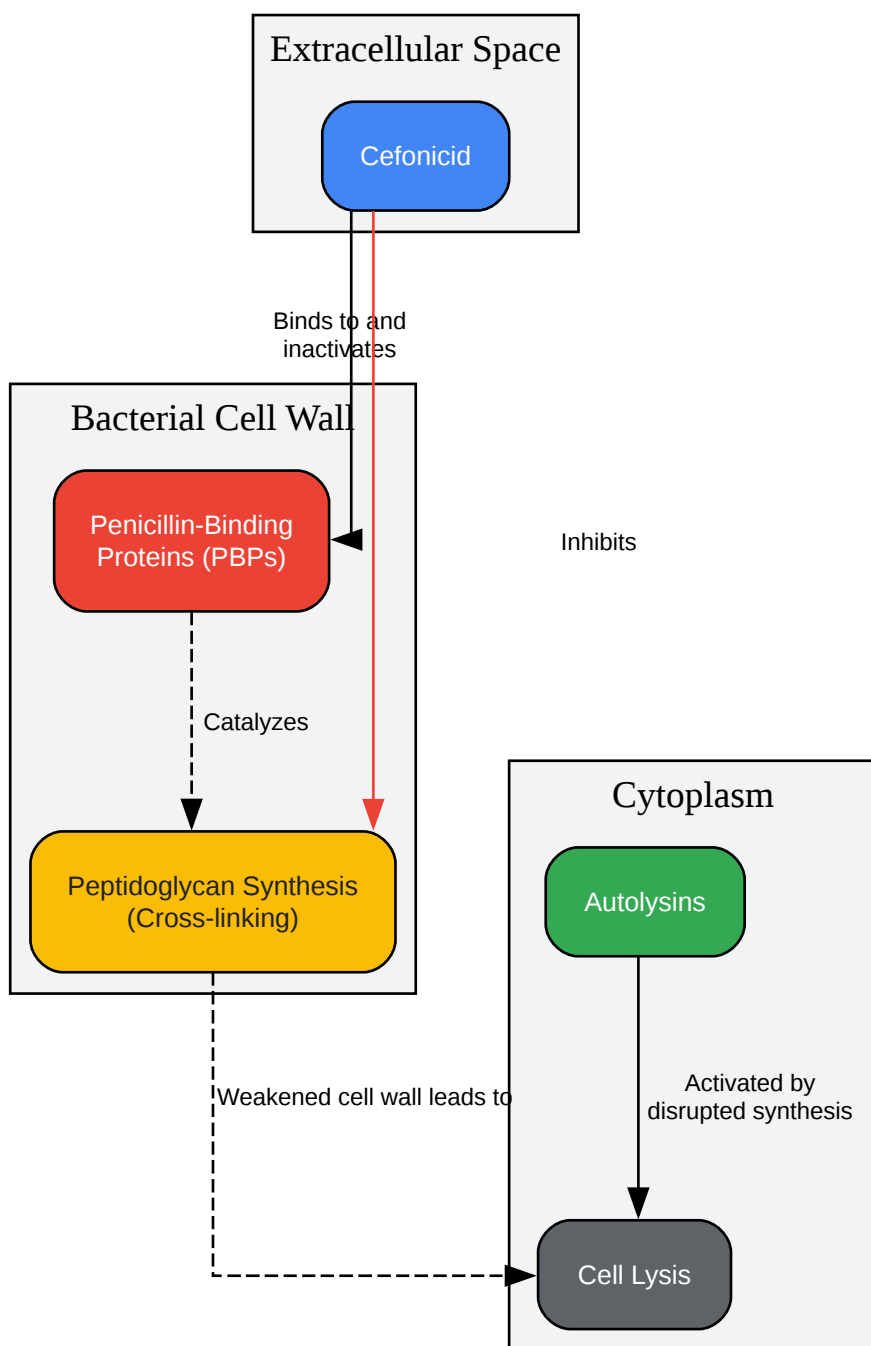 Extracellular Space
Cefonicid
Binds to and
inactivates
Bacterial Cell Wall
Penicillin-Binding
Proteins (PBPs)
Inhibits
Catalyzes
Cytoplasm
Peptidoglycan Synthesis
(Cross-linking)
Autolysins
Weakened cell wall leads to
Activated by
disrupted synthesis
Cell Lysis